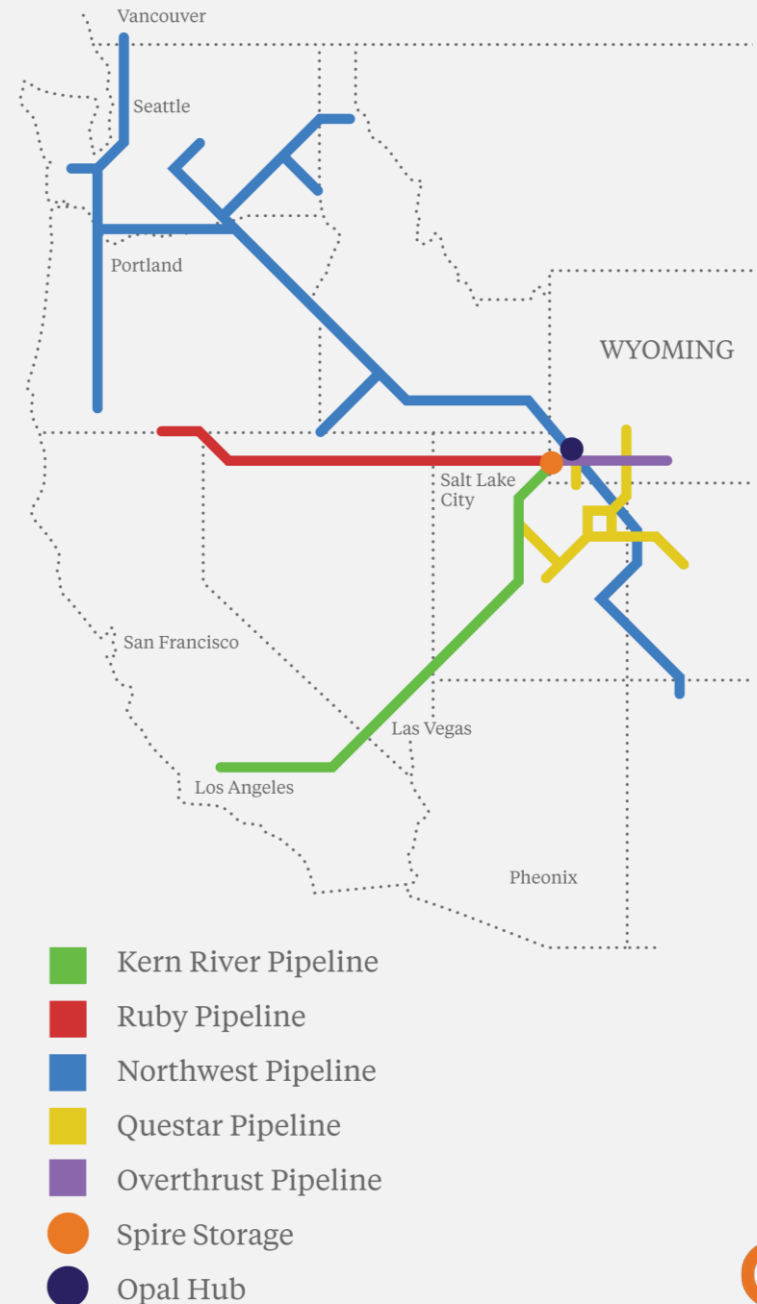 Vancouver
Seattle
Portland
WYOMING
Salt Lake
City
San Francisco
Las Vegas
Los Angeles
Pheonix
Kern River Pipeline
Ruby Pipeline
Northwest Pipeline
Questar Pipeline
Overthrust Pipeline
Spire Storage
Opal Hub